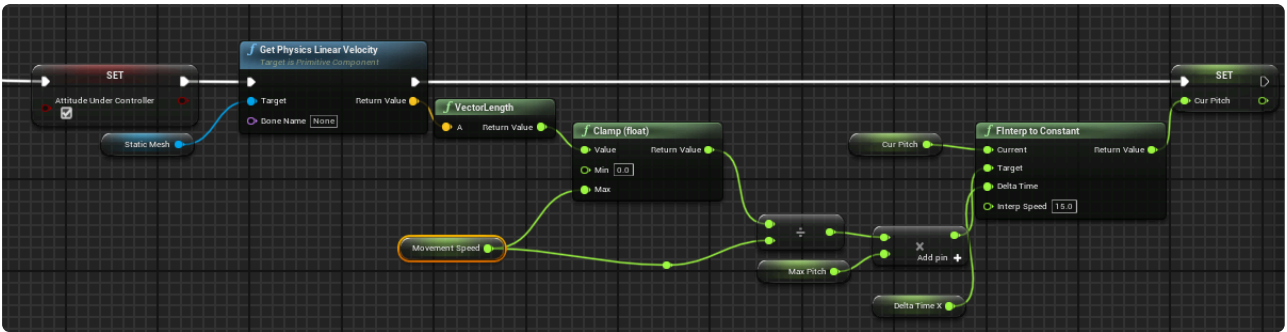 SET
Attitude Under Controller
Static Mesh
f Get Physics Linear Velocity
Target is Primitive Component
Target
Return Value
Bone Name None
f VectorLength
A Return Value
f Clamp (float)
Value Return Value
Min 0.0
Max
Movement Speed
÷
Max Pitch
×
Add pin +
Delta Time X
Cur Pitch
f FInterp to Constant
Current Return Value
Target
Delta Time
Interp Speed 15.0
SET
Cur Pitch